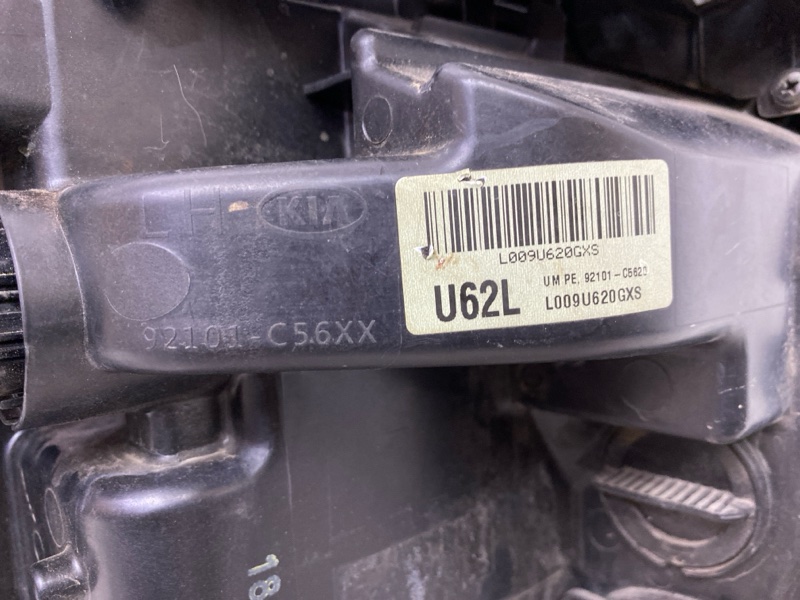 LH KIA
92101-C56XX
L009U620GXS
U62L
UM PE, 92101-C5620
L009U620GXS
18